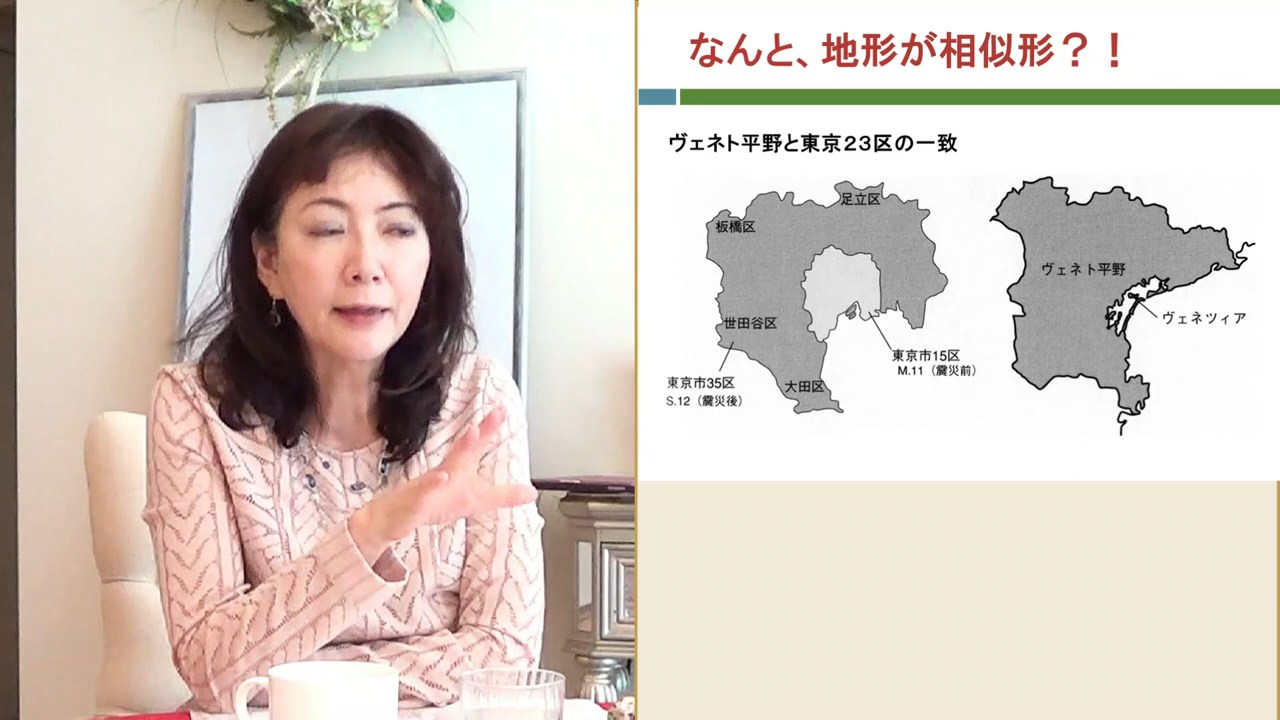 なんと、地形が相似形？！
ヴェネト平野と東京２３区の一致
足立区
板橋区
世田谷区
大田区
東京市15区
M.11（震災前）
東京市35区
S.12（震災後）
ヴェネト平野
ヴェネツィア